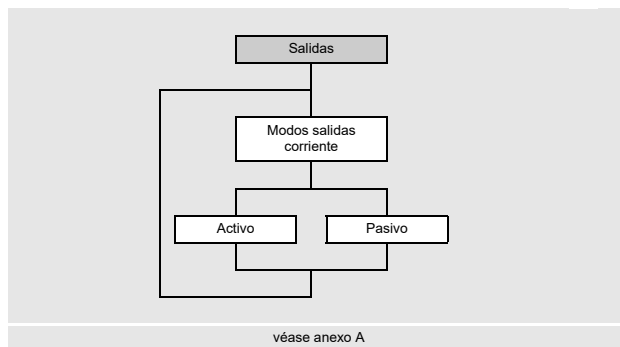 Salidas
Modos salidas
corriente
Activo
Pasivo
véase anexo A